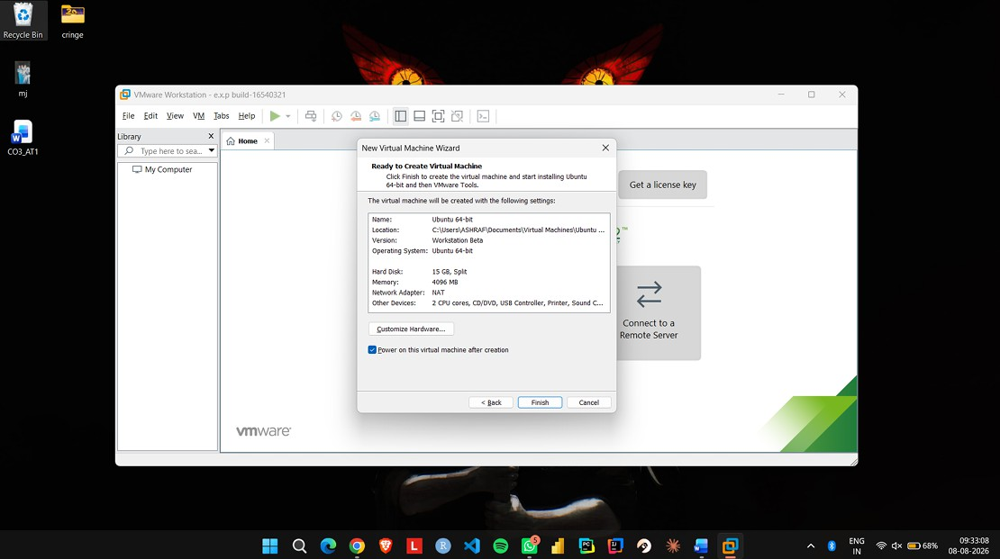 Recycle Bin
cringe
mj
CO3_AT1
VMware Workstation - e.x.p build-16540321
File Edit View VM Tabs Help
Library
Type here to sea...
My Computer
Home
Get a license key
™
Connect to a
Remote Server
vmware®
New Virtual Machine Wizard
Ready to Create Virtual Machine
Click Finish to create the virtual machine and start installing Ubuntu
64-bit and then VMware Tools.
The virtual machine will be created with the following settings:
Name: Ubuntu 64-bit
Location: C:\Users\ASHRAF\Documents\Virtual Machines\Ubuntu ...
Version: Workstation Beta
Operating System: Ubuntu 64-bit
Hard Disk: 15 GB, Split
Memory: 4096 MB
Network Adapter: NAT
Other Devices: 2 CPU cores, CD/DVD, USB Controller, Printer, Sound C...
Customize Hardware...
Power on this virtual machine after creation
< Back Finish Cancel
L R 5 PC
ENG
IN
68%
09:33:08
08-08-2026